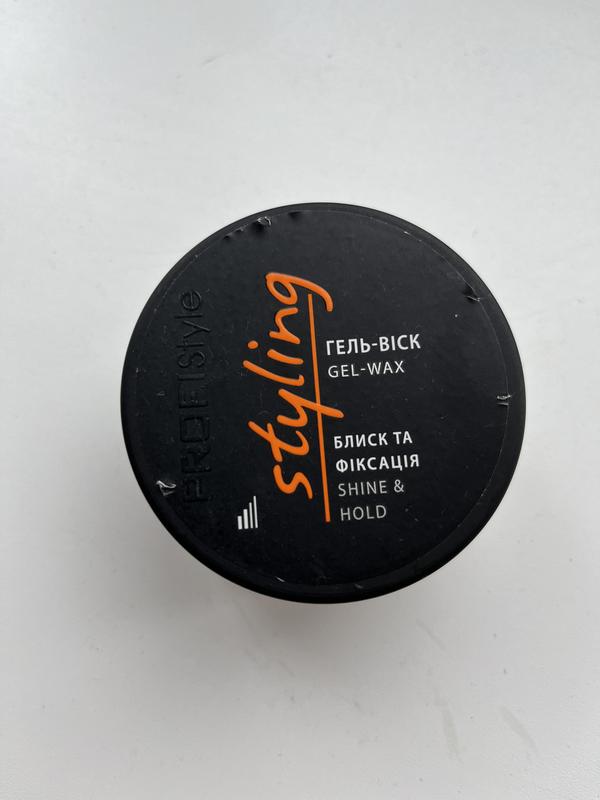 PROFIStyle
styling
ГЕЛЬ-ВІСК
GEL-WAX
БЛИСК ТА
ФІКСАЦІЯ
SHINE &
HOLD